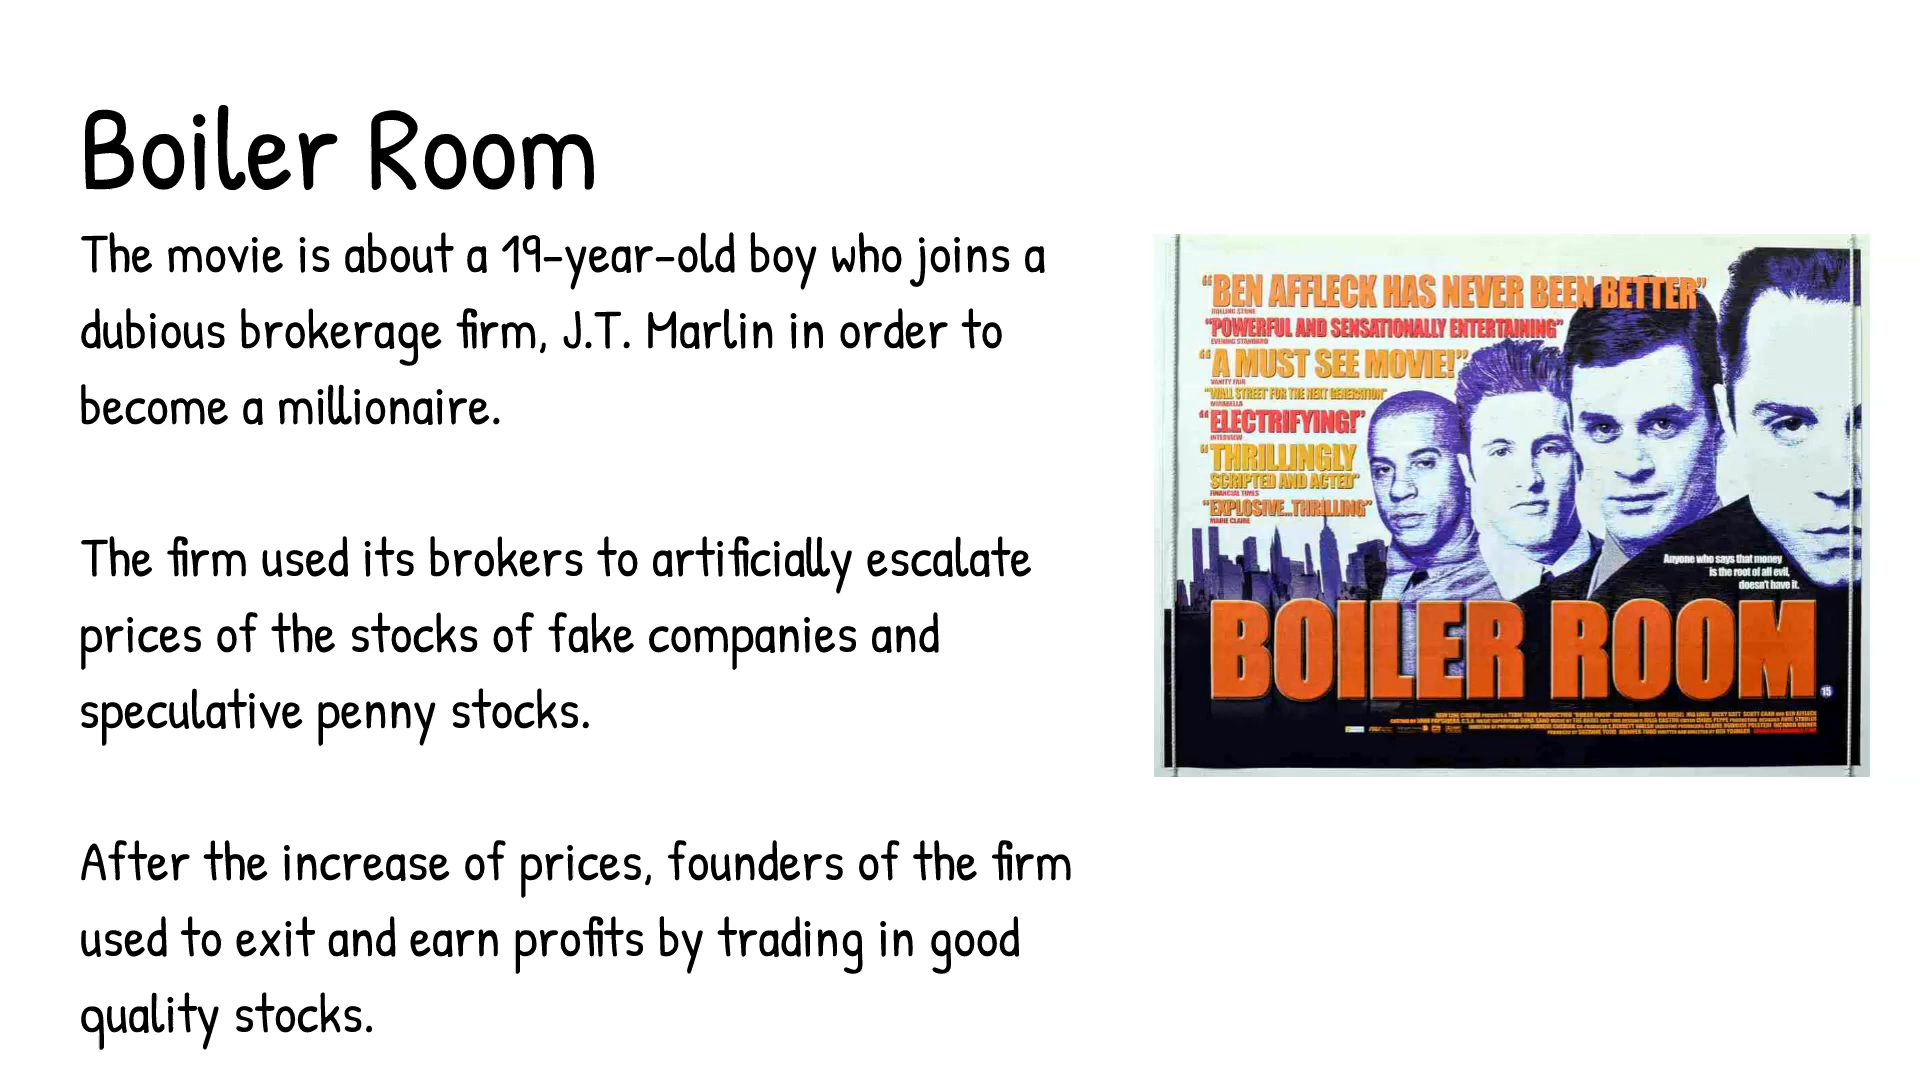 Boiler Room
The movie is about a 19-year-old boy who joins a
dubious brokerage firm, J.T. Marlin in order to
become a millionaire.
The firm used its brokers to artificially escalate
prices of the stocks of fake companies and
speculative penny stocks.
After the increase of prices, founders of the firm
used to exit and earn profits by trading in good
quality stocks.
“BEN AFFLECK HAS NEVER BEEN BETTER”
ROLLING STONE
“POWERFUL AND SENSATIONALLY ENTERTAINING”
EVENING STANDARD
“A MUST SEE MOVIE!”
VANITY FAIR
“WALL STREET FOR THE NEXT GENERATION”
MIRABELLA
“ELECTRIFYING!”
INTERVIEW
“THRILLINGLY
SCRIPTED AND ACTED”
FINANCIAL TIMES
“EXPLOSIVE...THRILLING”
MARIE CLAIRE
Anyone who says that money
is the root of all evil,
doesn't have it.
BOILER ROOM
15